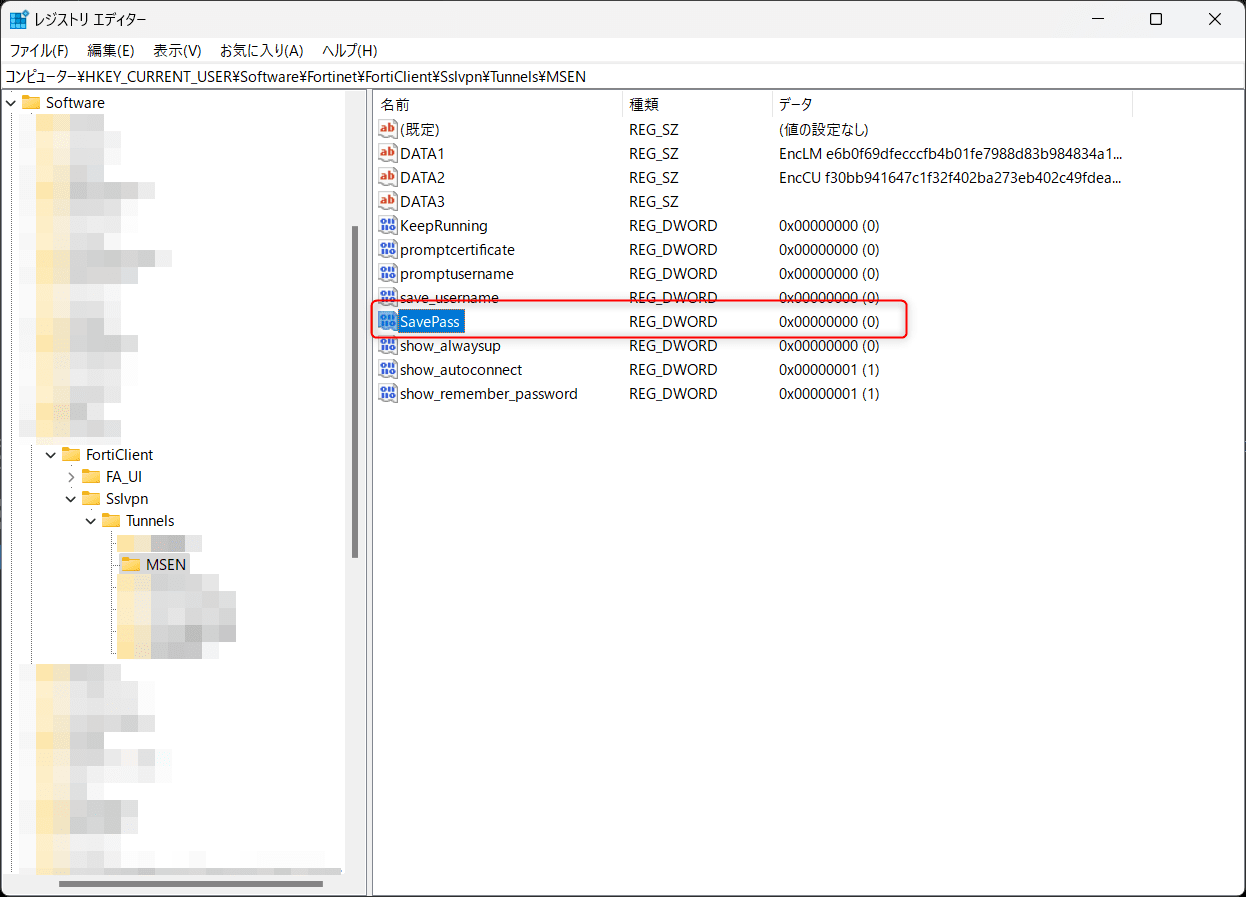 レジストリ エディター
ファイル(F) 編集(E) 表示(V) お気に入り(A) ヘルプ(H)
コンピューター¥HKEY_CURRENT_USER¥Software¥Fortinet¥FortiClient¥Sslvpn¥Tunnels¥MSEN
Software
FortiClient
FA_UI
Sslvpn
Tunnels
MSEN
名前 種類 データ
(既定) REG_SZ (値の設定なし)
DATA1 REG_SZ EncLM e6b0f69dfecccfb4b01fe7988d83b984834a1...
DATA2 REG_SZ EncCU f30bb941647c1f32f402ba273eb402c49fdea...
DATA3 REG_SZ
KeepRunning REG_DWORD 0x00000000 (0)
promptcertificate REG_DWORD 0x00000000 (0)
promptusername REG_DWORD 0x00000000 (0)
save_username REG_DWORD 0x00000000 (0)
SavePass REG_DWORD 0x00000000 (0)
show_alwaysup REG_DWORD 0x00000000 (0)
show_autoconnect REG_DWORD 0x00000001 (1)
show_remember_password REG_DWORD 0x00000001 (1)